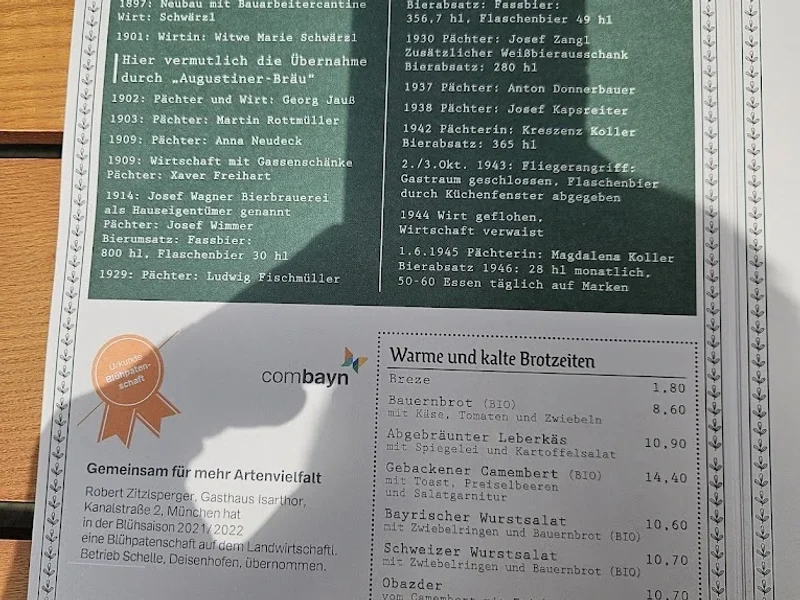 1897: Neubau mit Bauarbeitercantine
Wirt: Schwärzl
1901: Wirtin: Witwe Marie Schwärzl
Hier vermutlich die Übernahme
durch „Augustiner-Bräu"
1902: Pächter und Wirt: Georg Jauß
1903: Pächter: Martin Rottmüller
1909: Pächter: Anna Neudeck
1909: Wirtschaft mit Gassenschänke
Pächter: Xaver Freihart
1914: Josef Wagner Bierbrauerei
als Hauseigentümer genannt
Pächter: Josef Wimmer
Bierumsatz: Fassbier:
800 hl, Flaschenbier 30 hl
1929: Pächter: Ludwig Fischmüller
Bierabsatz: Fassbier:
356,7 hl, Flaschenbier 49 hl
1930 Pächter: Josef Zangl
Zusätzlicher Weißbierausschank
Bierabsatz: 280 hl
1937 Pächter: Anton Donnerbauer
1938 Pächter: Josef Kapsreiter
1942 Pächterin: Kreszenz Koller
Bierabsatz: 365 hl
2./3.Okt. 1943: Fliegerangriff:
Gastraum geschlossen, Flaschenbier
durch Küchenfenster abgegeben
1944 Wirt geflohen,
Wirtschaft verwaist
1.6.1945 Pächterin: Magdalena Koller
Bierabsatz 1946: 28 hl monatlich,
50-60 Essen täglich auf Marken
Urkunde
Blühpaten-
schaft
combayn
Gemeinsam für mehr Artenvielfalt
Robert Zitzlsperger, Gasthaus Isarthor,
Kanalstraße 2, München hat
in der Blühsaison 2021/2022
eine Blühpatenschaft auf dem Landwirtschaftl.
Betrieb Schelle, Deisenhofen, übernommen.
Warme und kalte Brotzeiten
Breze 1,80
Bauernbrot (BIO) 8,60
mit Käse, Tomaten und Zwiebeln
Abgebräunter Leberkäs 10,90
mit Spiegelei und Kartoffelsalat
Gebackener Camembert (BIO) 14,40
mit Toast, Preiselbeeren
und Salatgarnitur
Bayrischer Wurstsalat 10,60
mit Zwiebelringen und Bauernbrot (BIO)
Schweizer Wurstsalat 10,70
mit Zwiebelringen und Bauernbrot (BIO)
Obazder 10,70
vom Camembert mit